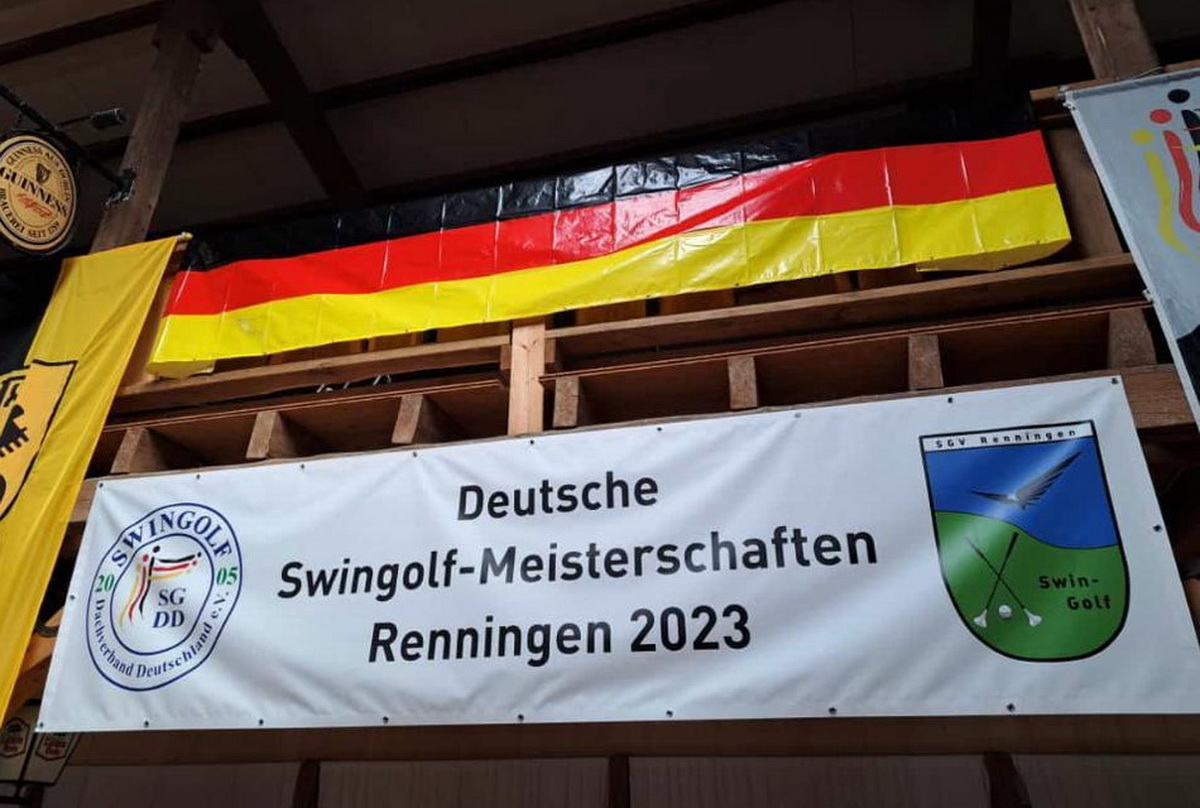 GUINNESS
Deutsche
Swingolf-Meisterschaften
Renningen 2023
SWINGOLF
20 05
SG
DD
Dachverband Deutschland e.V.
SGV Renningen
Swin-
Golf